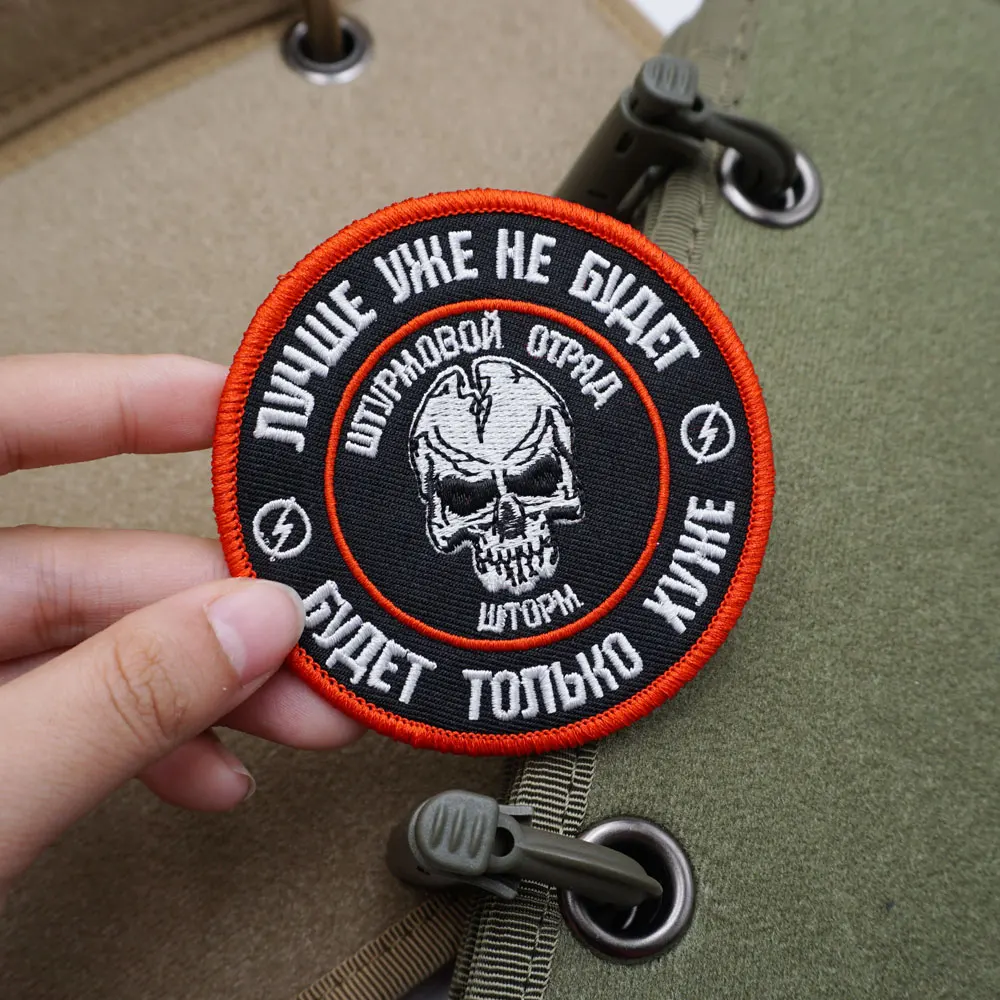 ЛУЧШЕ УЖЕ НЕ БУДЕТ
ШТУРМОВОЙ ОТРЯД
ШТОРМ
БУДЕТ ТОЛЬКО ХУЖЕ